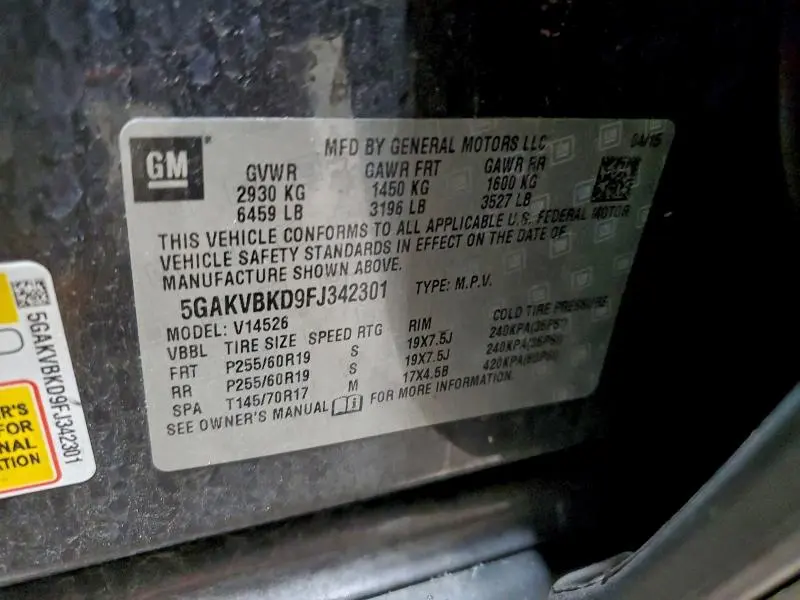 GM
MFD BY GENERAL MOTORS LLC 04/15
GVWR GAWR FRT GAWR RR
2930 KG 1450 KG 1600 KG
6459 LB 3196 LB 3527 LB
THIS VEHICLE CONFORMS TO ALL APPLICABLE U.S. FEDERAL MOTOR
VEHICLE SAFETY STANDARDS IN EFFECT ON THE DATE OF
MANUFACTURE SHOWN ABOVE.
5GAKVBKD9FJ342301 TYPE: M.P.V.
MODEL: V14526
VBBL TIRE SIZE SPEED RTG RIM COLD TIRE PRESSURE
FRT P255/60R19 S 19X7.5J 240KPA(35PSI)
RR P255/60R19 S 19X7.5J 240KPA(35PSI)
SPA T145/70R17 M 17X4.5B 420KPA(60PSI)
SEE OWNER'S MANUAL FOR MORE INFORMATION.
5GAKVBKD9FJ342301
ER'S
FOR
NAL
TION